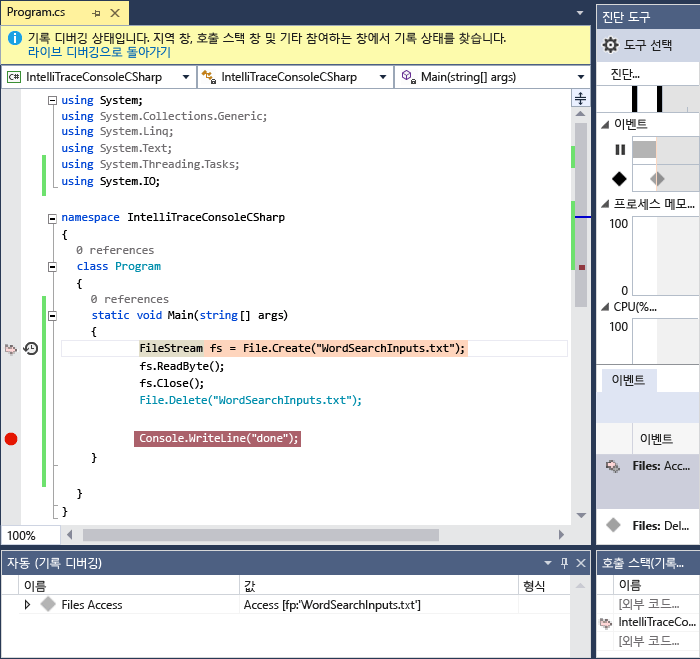 Program.cs
기록 디버깅 상태입니다. 지역 창, 호출 스택 창 및 기타 참여하는 창에서 기록 상태를 찾습니다.
라이브 디버깅으로 돌아가기
C# IntelliTraceConsoleCSharp
IntelliTraceConsoleCSharp
Main(string[] args)
using System;
using System.Collections.Generic;
using System.Linq;
using System.Text;
using System.Threading.Tasks;
using System.IO;
namespace IntelliTraceConsoleCSharp
{
0 references
class Program
{
0 references
static void Main(string[] args)
{
FileStream fs = File.Create("WordSearchInputs.txt");
fs.ReadByte();
fs.Close();
File.Delete("WordSearchInputs.txt");
Console.WriteLine("done");
}
}
}
100%
진단 도구
도구 선택
진단...
이벤트
프로세스 메모...
100
0
CPU(%...
100
이벤트
이벤트
Files: Acc...
Files: Del...
자동 (기록 디버깅)
이름 값 형식
Files Access Access [fp:'WordSearchInputs.txt']
호출 스택(기록...
이름
[외부 코드...
IntelliTraceCo...
[외부 코드...